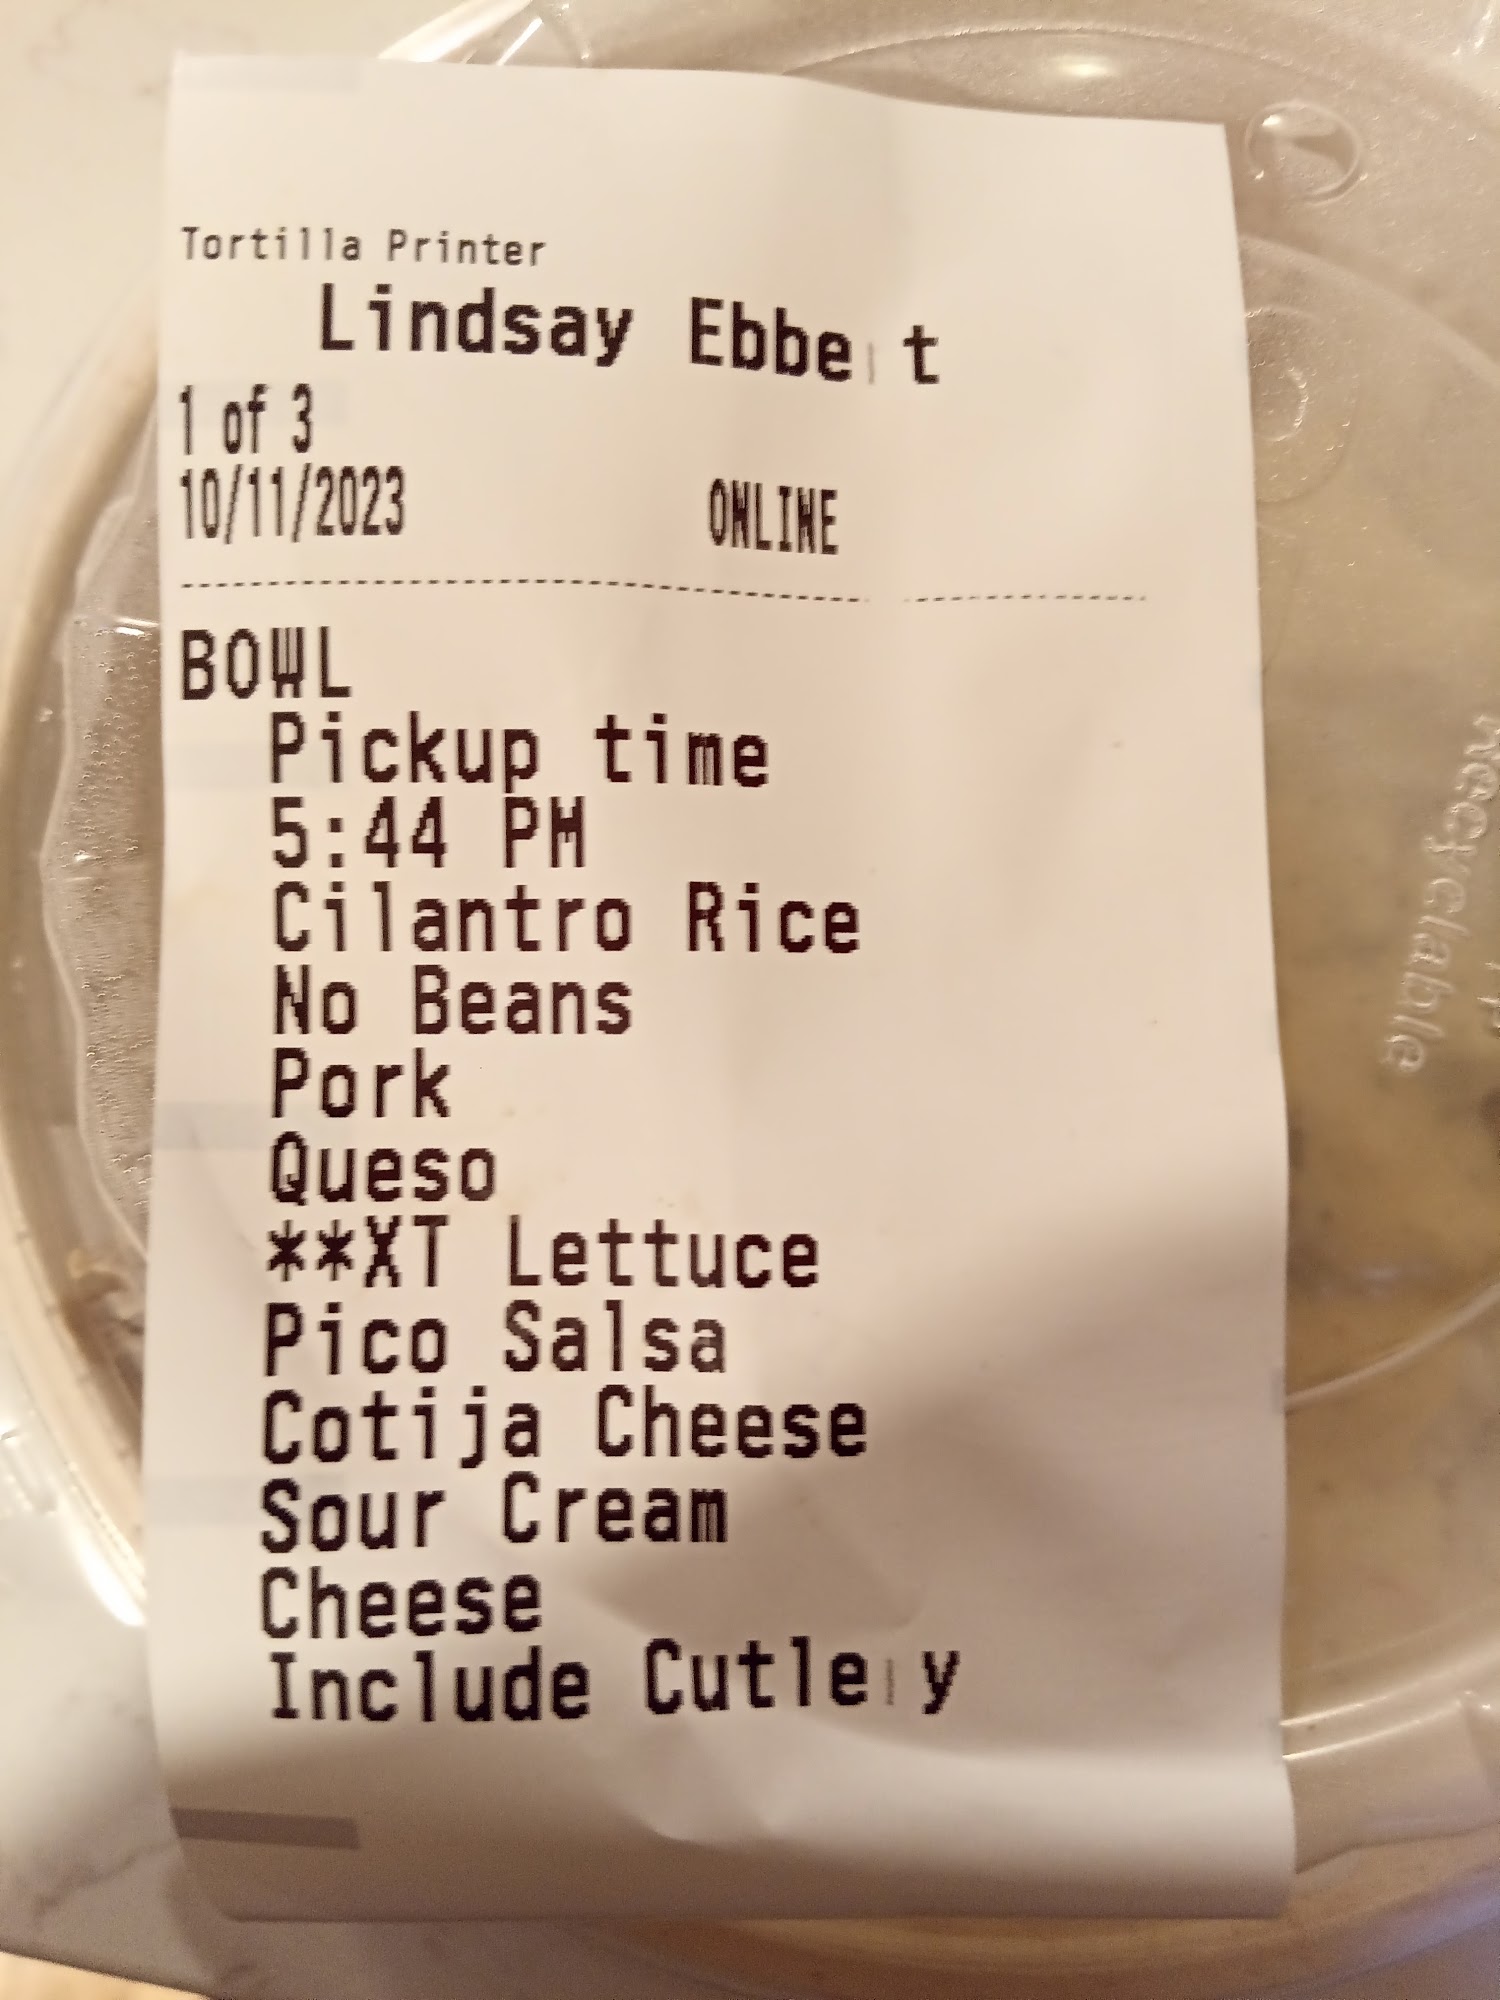 Tortilla Printer
Lindsay Ebbert
1 of 3
10/11/2023 ONLINE
BOWL
Pickup time
5:44 PM
Cilantro Rice
No Beans
Pork
Queso
**XT Lettuce
Pico Salsa
Cotija Cheese
Sour Cream
Cheese
Include Cutlery
Recyclable